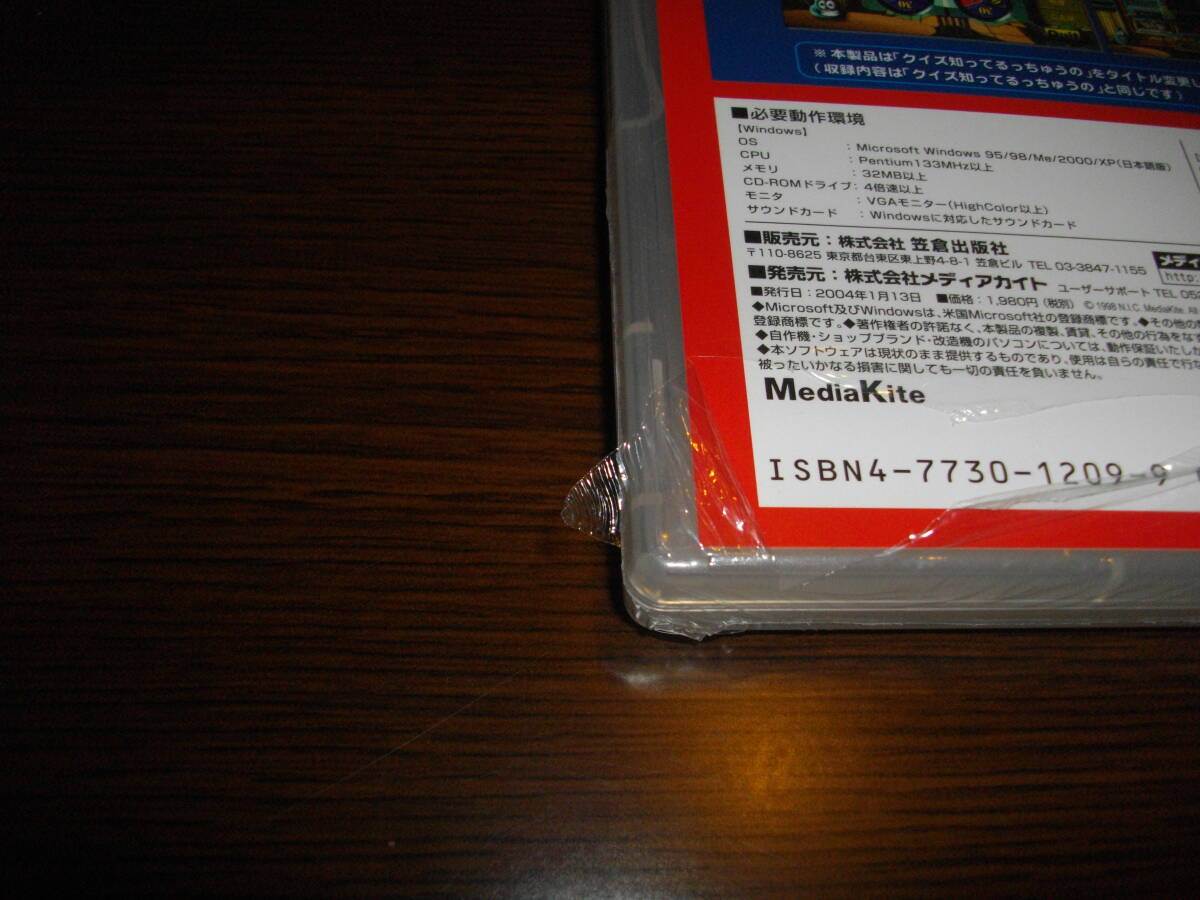 ※本製品は「クイズ知ってるっちゅうの」をタイトル変更
(収録内容は「クイズ知ってるっちゅうの」と同じです)
■必要動作環境
【Windows】
OS : Microsoft Windows 95/98/Me/2000/XP(日本語版)
CPU : Pentium133MHz以上
メモリ : 32MB以上
CD-ROMドライブ : 4倍速以上
モニタ : VGAモニター(HighColor以上)
サウンドカード : Windowsに対応したサウンドカード
■販売元:株式会社 笠倉出版社
〒110-8625 東京都台東区東上野4-8-1 笠倉ビル TEL 03-3847-1155
メディ
http:
■発売元:株式会社メディアカイト ユーザーサポート TEL
■発行日:2004年1月13日 ■価格:1,980円(税別) ©1998 N.I.C. MediaKite. All
◆Microsoft及びWindowsは、米国Microsoft社の登録商標です。◆その他の
登録商標です。◆著作権者の許諾なく、本製品の複製、賃貸、その他の行為をな
◆自作機・ショップブランド・改造機のパソコンについては、動作保証いたし
◆本ソフトウェアは現状のまま提供するものであり、使用は自らの責任で行
被ったいかなる損害に関しても一切の責任を負いません。
MediaKite
ISBN4-7730-1209-9